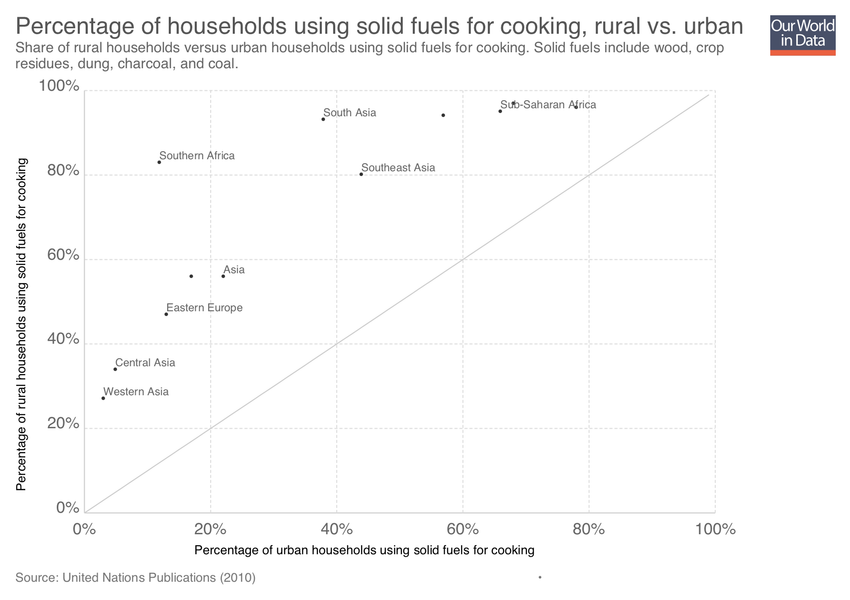 Percentage of households using solid fuels for cooking, rural vs. urban
Share of rural households versus urban households using solid fuels for cooking. Solid fuels include wood, crop
residues, dung, charcoal, and coal.
Our World
in Data
100%
80%
60%
40%
20%
0%
Percentage of rural households using solid fuels for cooking
Sub-Saharan Africa
South Asia
Southern Africa
Southeast Asia
Asia
Eastern Europe
Central Asia
Western Asia
0%
20%
40%
60%
80%
100%
Percentage of urban households using solid fuels for cooking
Source: United Nations Publications (2010)